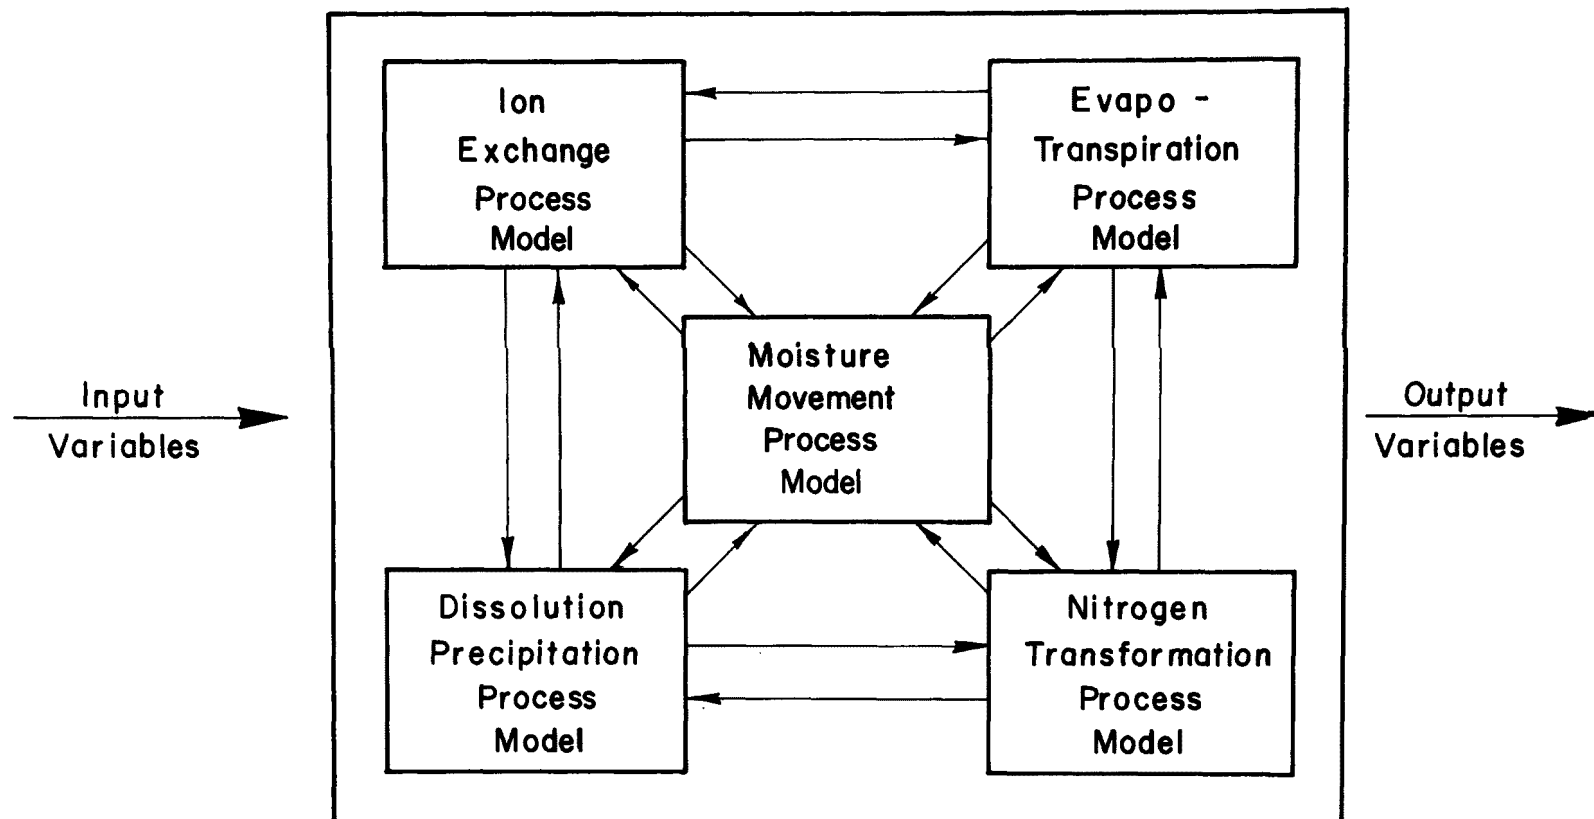 Ion
Exchange
Process
Model
Evapo -
Transpiration
Process
Model
Input
Variables
Moisture
Movement
Process
Model
Output
Variables
Dissolution
Precipitation
Process
Model
Nitrogen
Transformation
Process
Model